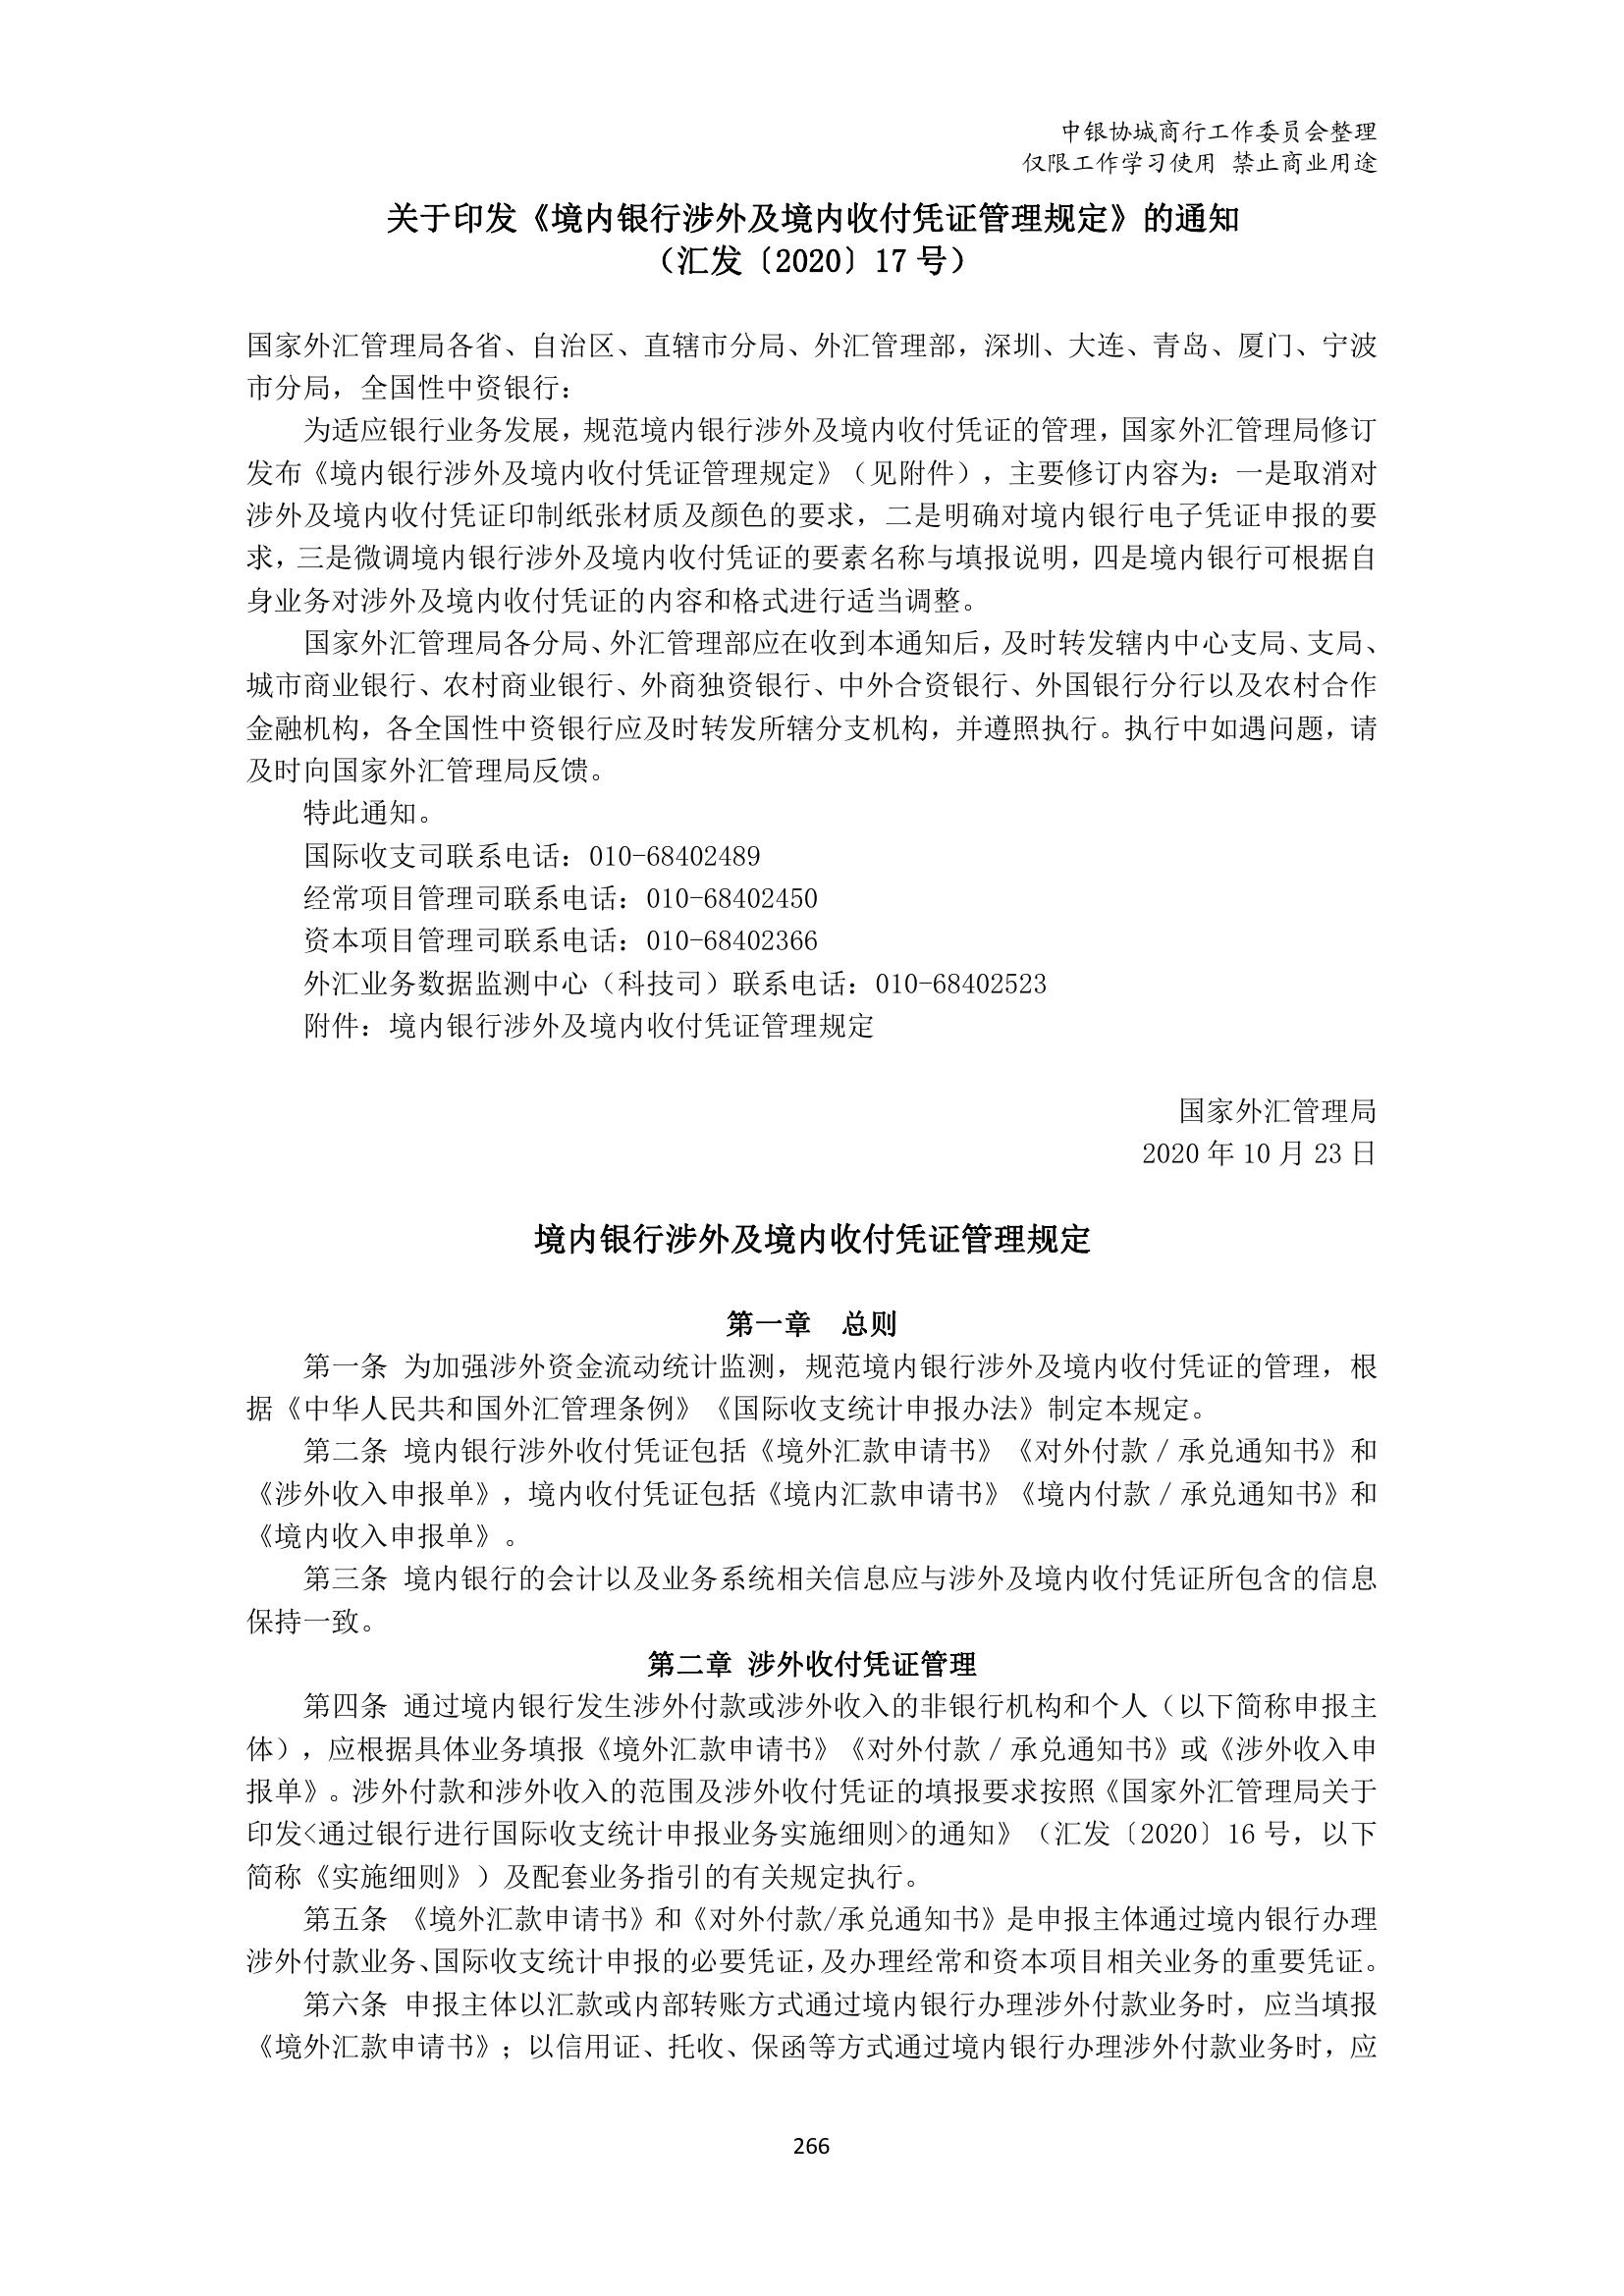 中银协城商行工作委员会整理
仅限工作学习使用 禁止商业用途
关于印发《境内银行涉外及境内收付凭证管理规定》的通知
（汇发〔2020〕17 号）
国家外汇管理局各省、自治区、直辖市分局、外汇管理部，深圳、大连、青岛、厦门、宁波
市分局，全国性中资银行：
为适应银行业务发展，规范境内银行涉外及境内收付凭证的管理，国家外汇管理局修订
发布《境内银行涉外及境内收付凭证管理规定》（见附件），主要修订内容为：一是取消对
涉外及境内收付凭证印制纸张材质及颜色的要求，二是明确对境内银行电子凭证申报的要
求，三是微调境内银行涉外及境内收付凭证的要素名称与填报说明，四是境内银行可根据自
身业务对涉外及境内收付凭证的内容和格式进行适当调整。
国家外汇管理局各分局、外汇管理部应在收到本通知后，及时转发辖内中心支局、支局、
城市商业银行、农村商业银行、外商独资银行、中外合资银行、外国银行分行以及农村合作
金融机构，各全国性中资银行应及时转发所辖分支机构，并遵照执行。执行中如遇问题，请
及时向国家外汇管理局反馈。
特此通知。
国际收支司联系电话：010-68402489
经常项目管理司联系电话：010-68402450
资本项目管理司联系电话：010-68402366
外汇业务数据监测中心（科技司）联系电话：010-68402523
附件：境内银行涉外及境内收付凭证管理规定
国家外汇管理局
2020 年 10 月 23 日
境内银行涉外及境内收付凭证管理规定
第一章　总则
第一条 为加强涉外资金流动统计监测，规范境内银行涉外及境内收付凭证的管理，根
据《中华人民共和国外汇管理条例》《国际收支统计申报办法》制定本规定。
第二条 境内银行涉外收付凭证包括《境外汇款申请书》《对外付款／承兑通知书》和
《涉外收入申报单》，境内收付凭证包括《境内汇款申请书》《境内付款／承兑通知书》和
《境内收入申报单》。
第三条 境内银行的会计以及业务系统相关信息应与涉外及境内收付凭证所包含的信息
保持一致。
第二章 涉外收付凭证管理
第四条 通过境内银行发生涉外付款或涉外收入的非银行机构和个人（以下简称申报主
体），应根据具体业务填报《境外汇款申请书》《对外付款／承兑通知书》或《涉外收入申
报单》。涉外付款和涉外收入的范围及涉外收付凭证的填报要求按照《国家外汇管理局关于
印发<通过银行进行国际收支统计申报业务实施细则>的通知》（汇发〔2020〕16 号，以下
简称《实施细则》）及配套业务指引的有关规定执行。
第五条 《境外汇款申请书》和《对外付款/承兑通知书》是申报主体通过境内银行办理
涉外付款业务、国际收支统计申报的必要凭证，及办理经常和资本项目相关业务的重要凭证。
第六条 申报主体以汇款或内部转账方式通过境内银行办理涉外付款业务时，应当填报
《境外汇款申请书》；以信用证、托收、保函等方式通过境内银行办理涉外付款业务时，应
266